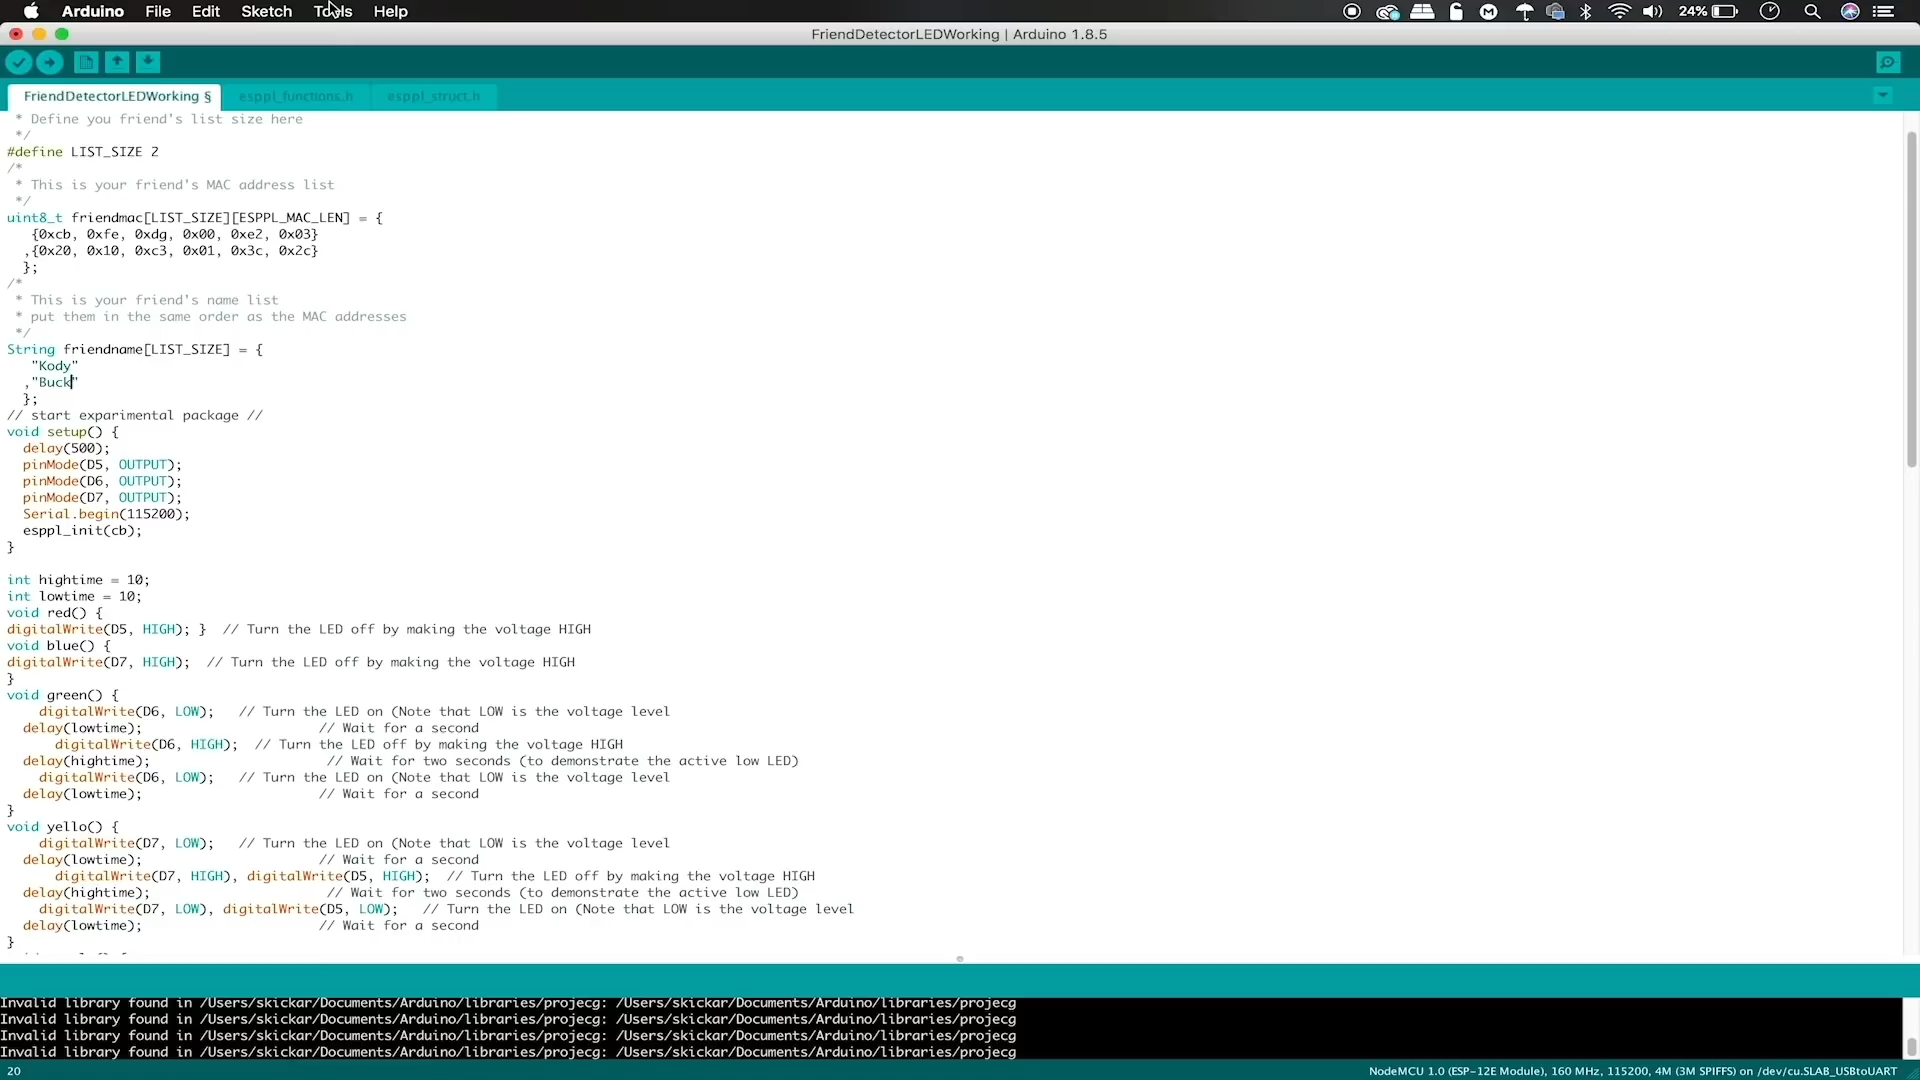 Arduino File Edit Sketch Tools Help 24%
FriendDetectorLEDWorking | Arduino 1.8.5
FriendDetectorLEDWorking § esppl_functions.h esppl_struct.h
* Define you friend's list size here
*/
#define LIST_SIZE 2
/*
* This is your friend's MAC address list
*/
uint8_t friendmac[LIST_SIZE][ESPPL_MAC_LEN] = {
{0xcb, 0xfe, 0xdg, 0x00, 0xe2, 0x03}
,{0x20, 0x10, 0xc3, 0x01, 0x3c, 0x2c}
};
/*
* This is your friend's name list
* put them in the same order as the MAC addresses
*/
String friendname[LIST_SIZE] = {
"Kody"
,"Buck"
};
// start exparimental package //
void setup() {
delay(500);
pinMode(D5, OUTPUT);
pinMode(D6, OUTPUT);
pinMode(D7, OUTPUT);
Serial.begin(115200);
esppl_init(cb);
}
int hightime = 10;
int lowtime = 10;
void red() {
digitalWrite(D5, HIGH); } // Turn the LED off by making the voltage HIGH
void blue() {
digitalWrite(D7, HIGH); // Turn the LED off by making the voltage HIGH
}
void green() {
digitalWrite(D6, LOW); // Turn the LED on (Note that LOW is the voltage level
delay(lowtime); // Wait for a second
digitalWrite(D6, HIGH); // Turn the LED off by making the voltage HIGH
delay(hightime); // Wait for two seconds (to demonstrate the active low LED)
digitalWrite(D6, LOW); // Turn the LED on (Note that LOW is the voltage level
delay(lowtime); // Wait for a second
}
void yello() {
digitalWrite(D7, LOW); // Turn the LED on (Note that LOW is the voltage level
delay(lowtime); // Wait for a second
digitalWrite(D7, HIGH), digitalWrite(D5, HIGH); // Turn the LED off by making the voltage HIGH
delay(hightime); // Wait for two seconds (to demonstrate the active low LED)
digitalWrite(D7, LOW), digitalWrite(D5, LOW); // Turn the LED on (Note that LOW is the voltage level
delay(lowtime); // Wait for a second
}
Invalid library found in /Users/skickar/Documents/Arduino/libraries/projecg: /Users/skickar/Documents/Arduino/libraries/projecg
Invalid library found in /Users/skickar/Documents/Arduino/libraries/projecg: /Users/skickar/Documents/Arduino/libraries/projecg
Invalid library found in /Users/skickar/Documents/Arduino/libraries/projecg: /Users/skickar/Documents/Arduino/libraries/projecg
Invalid library found in /Users/skickar/Documents/Arduino/libraries/projecg: /Users/skickar/Documents/Arduino/libraries/projecg
20 NodeMCU 1.0 (ESP-12E Module), 160 MHz, 115200, 4M (3M SPIFFS) on /dev/cu.SLAB_USBtoUART